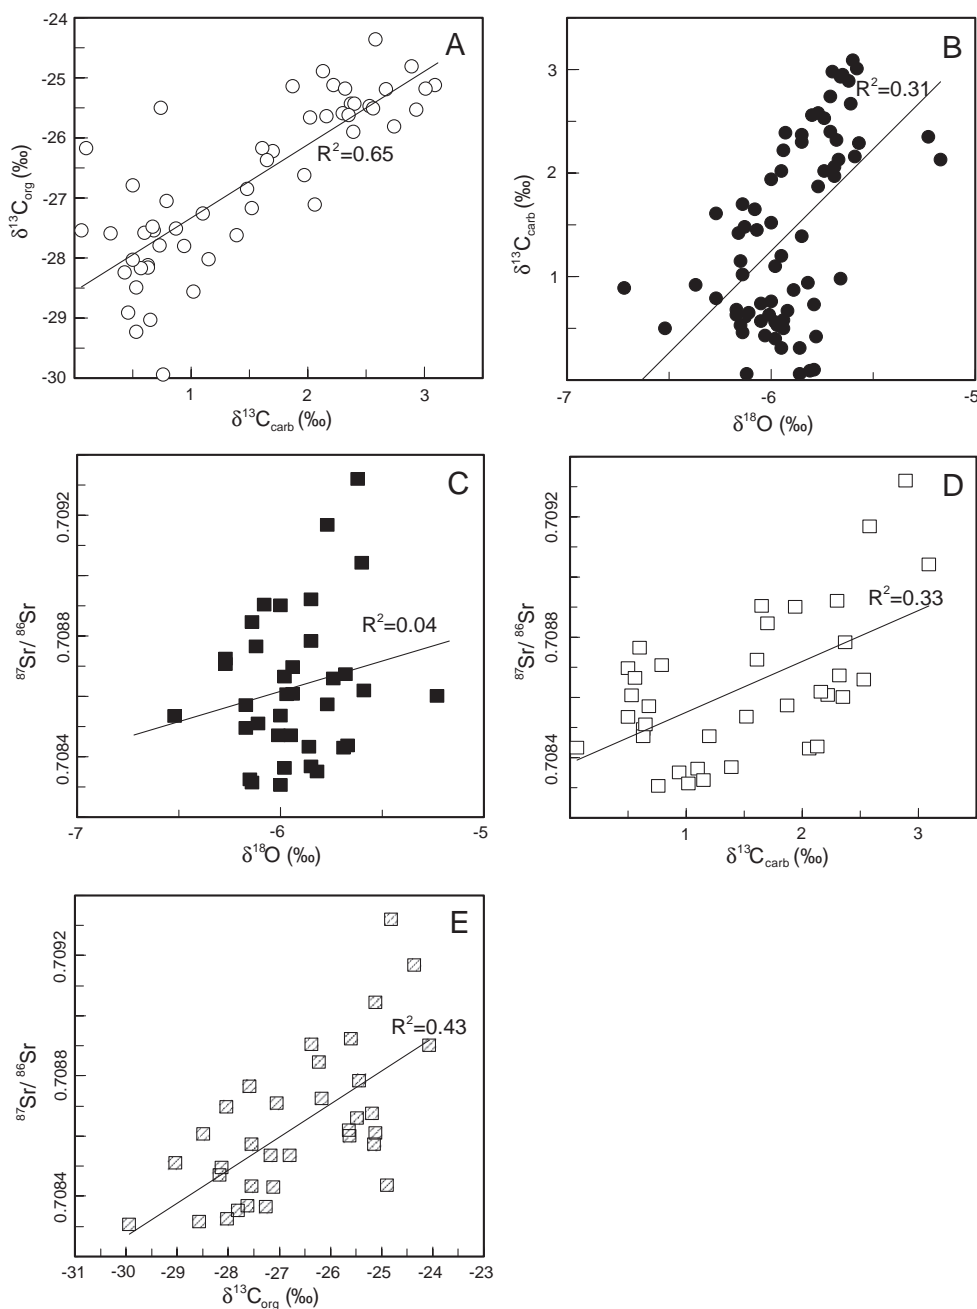 A
-24
-25
-26
-27
-28
-29
-30
δ¹³Corg (‰)
R²=0.65
1
2
3
δ¹³Ccarb (‰)
B
3
2
1
δ¹³Ccarb (‰)
R²=0.31
-7
-6
-5
δ¹⁸O (‰)
C
0.7092
0.7088
0.7084
⁸⁷Sr/ ⁸⁶Sr
R²=0.04
-7
-6
-5
δ¹⁸O (‰)
D
0.7092
0.7088
0.7084
⁸⁷Sr/ ⁸⁶Sr
R²=0.33
1
2
3
δ¹³Ccarb (‰)
E
0.7092
0.7088
0.7084
⁸⁷Sr/ ⁸⁶Sr
R²=0.43
-31
-30
-29
-28
-27
-26
-25
-24
-23
δ¹³Corg (‰)